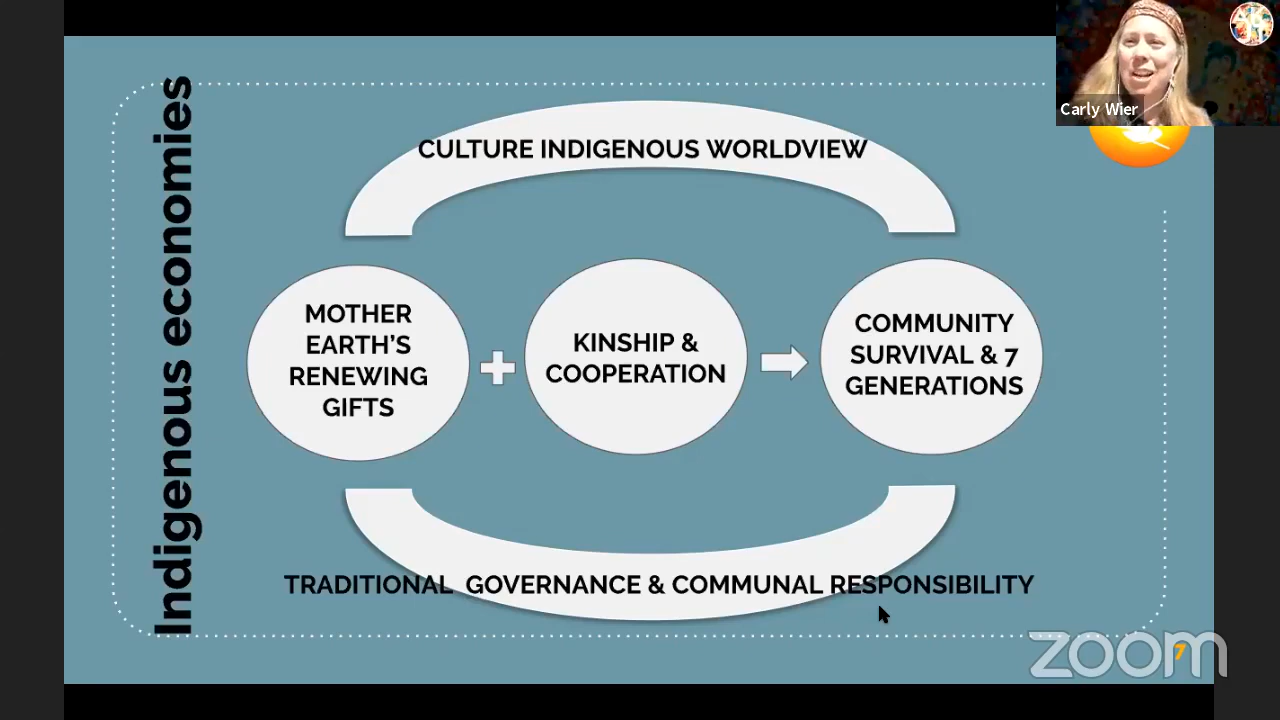 Carly Wier
Indigenous economies
CULTURE INDIGENOUS WORLDVIEW
MOTHER
EARTH'S
RENEWING
GIFTS
KINSHIP &
COOPERATION
COMMUNITY
SURVIVAL & 7
GENERATIONS
TRADITIONAL  GOVERNANCE & COMMUNAL RESPONSIBILITY
zoom
7